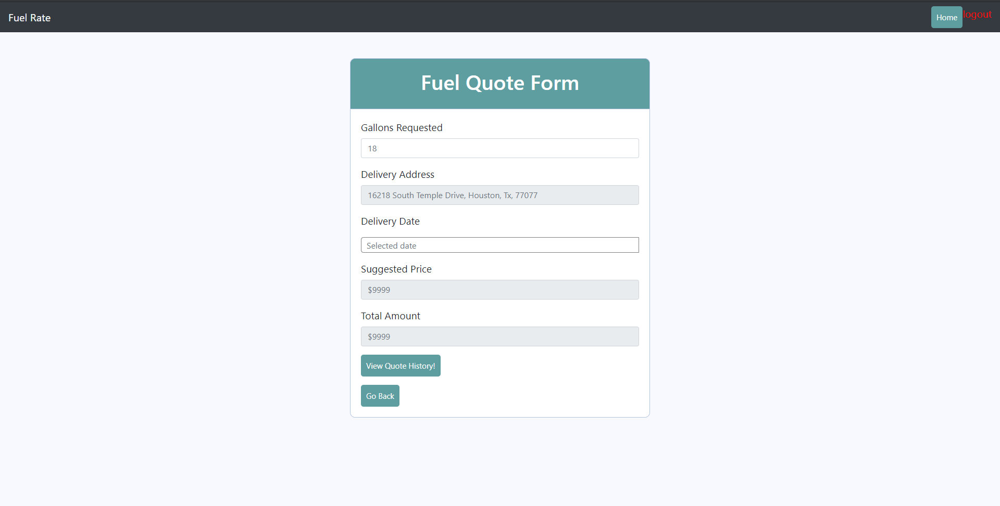 Fuel Rate
Home
logout
Fuel Quote Form
Gallons Requested
18
Delivery Address
16218 South Temple Drive, Houston, Tx, 77077
Delivery Date
Selected date
Suggested Price
$9999
Total Amount
$9999
View Quote History!
Go Back